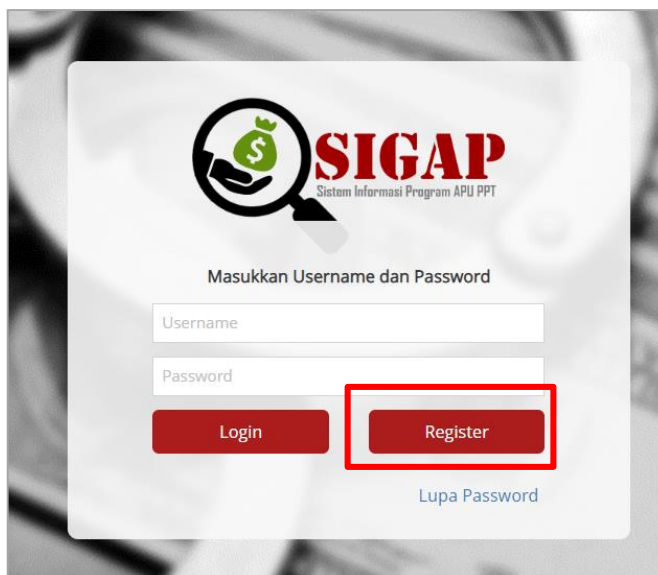 $
SIGAP
Sistem Informasi Program APU PPT
Masukkan Username dan Password
Username
Password
Login Register
Lupa Password